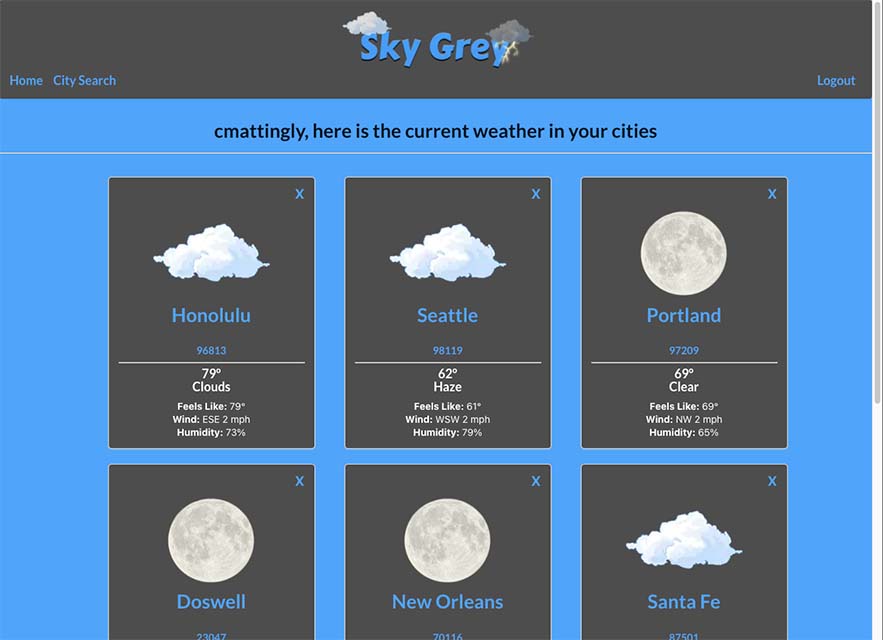 Sky Grey
Home City Search Logout
cmattingly, here is the current weather in your cities
X X X
Honolulu Seattle Portland
96813 98119 97209
79° 62° 69°
Clouds Haze Clear
Feels Like: 79° Feels Like: 61° Feels Like: 69°
Wind: ESE 2 mph Wind: WSW 2 mph Wind: NW 2 mph
Humidity: 73% Humidity: 79% Humidity: 65%
X X X
Doswell New Orleans Santa Fe
23047 70116 87501